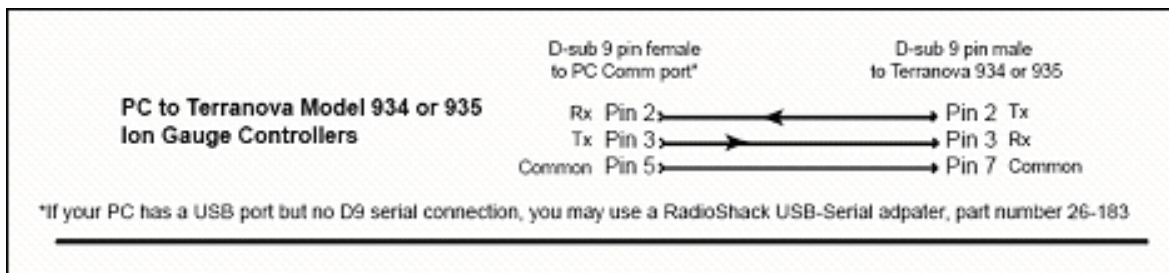 D-sub 9 pin female D-sub 9 pin male
to PC Comm port* to Terranova 934 or 935
PC to Terranova Model 934 or 935
Ion Gauge Controllers
Rx Pin 2 Pin 2 Tx
Tx Pin 3 Pin 3 Rx
Common Pin 5 Pin 7 Common
*If your PC has a USB port but no D9 serial connection, you may use a RadioShack USB-Serial adpater, part number 26-183